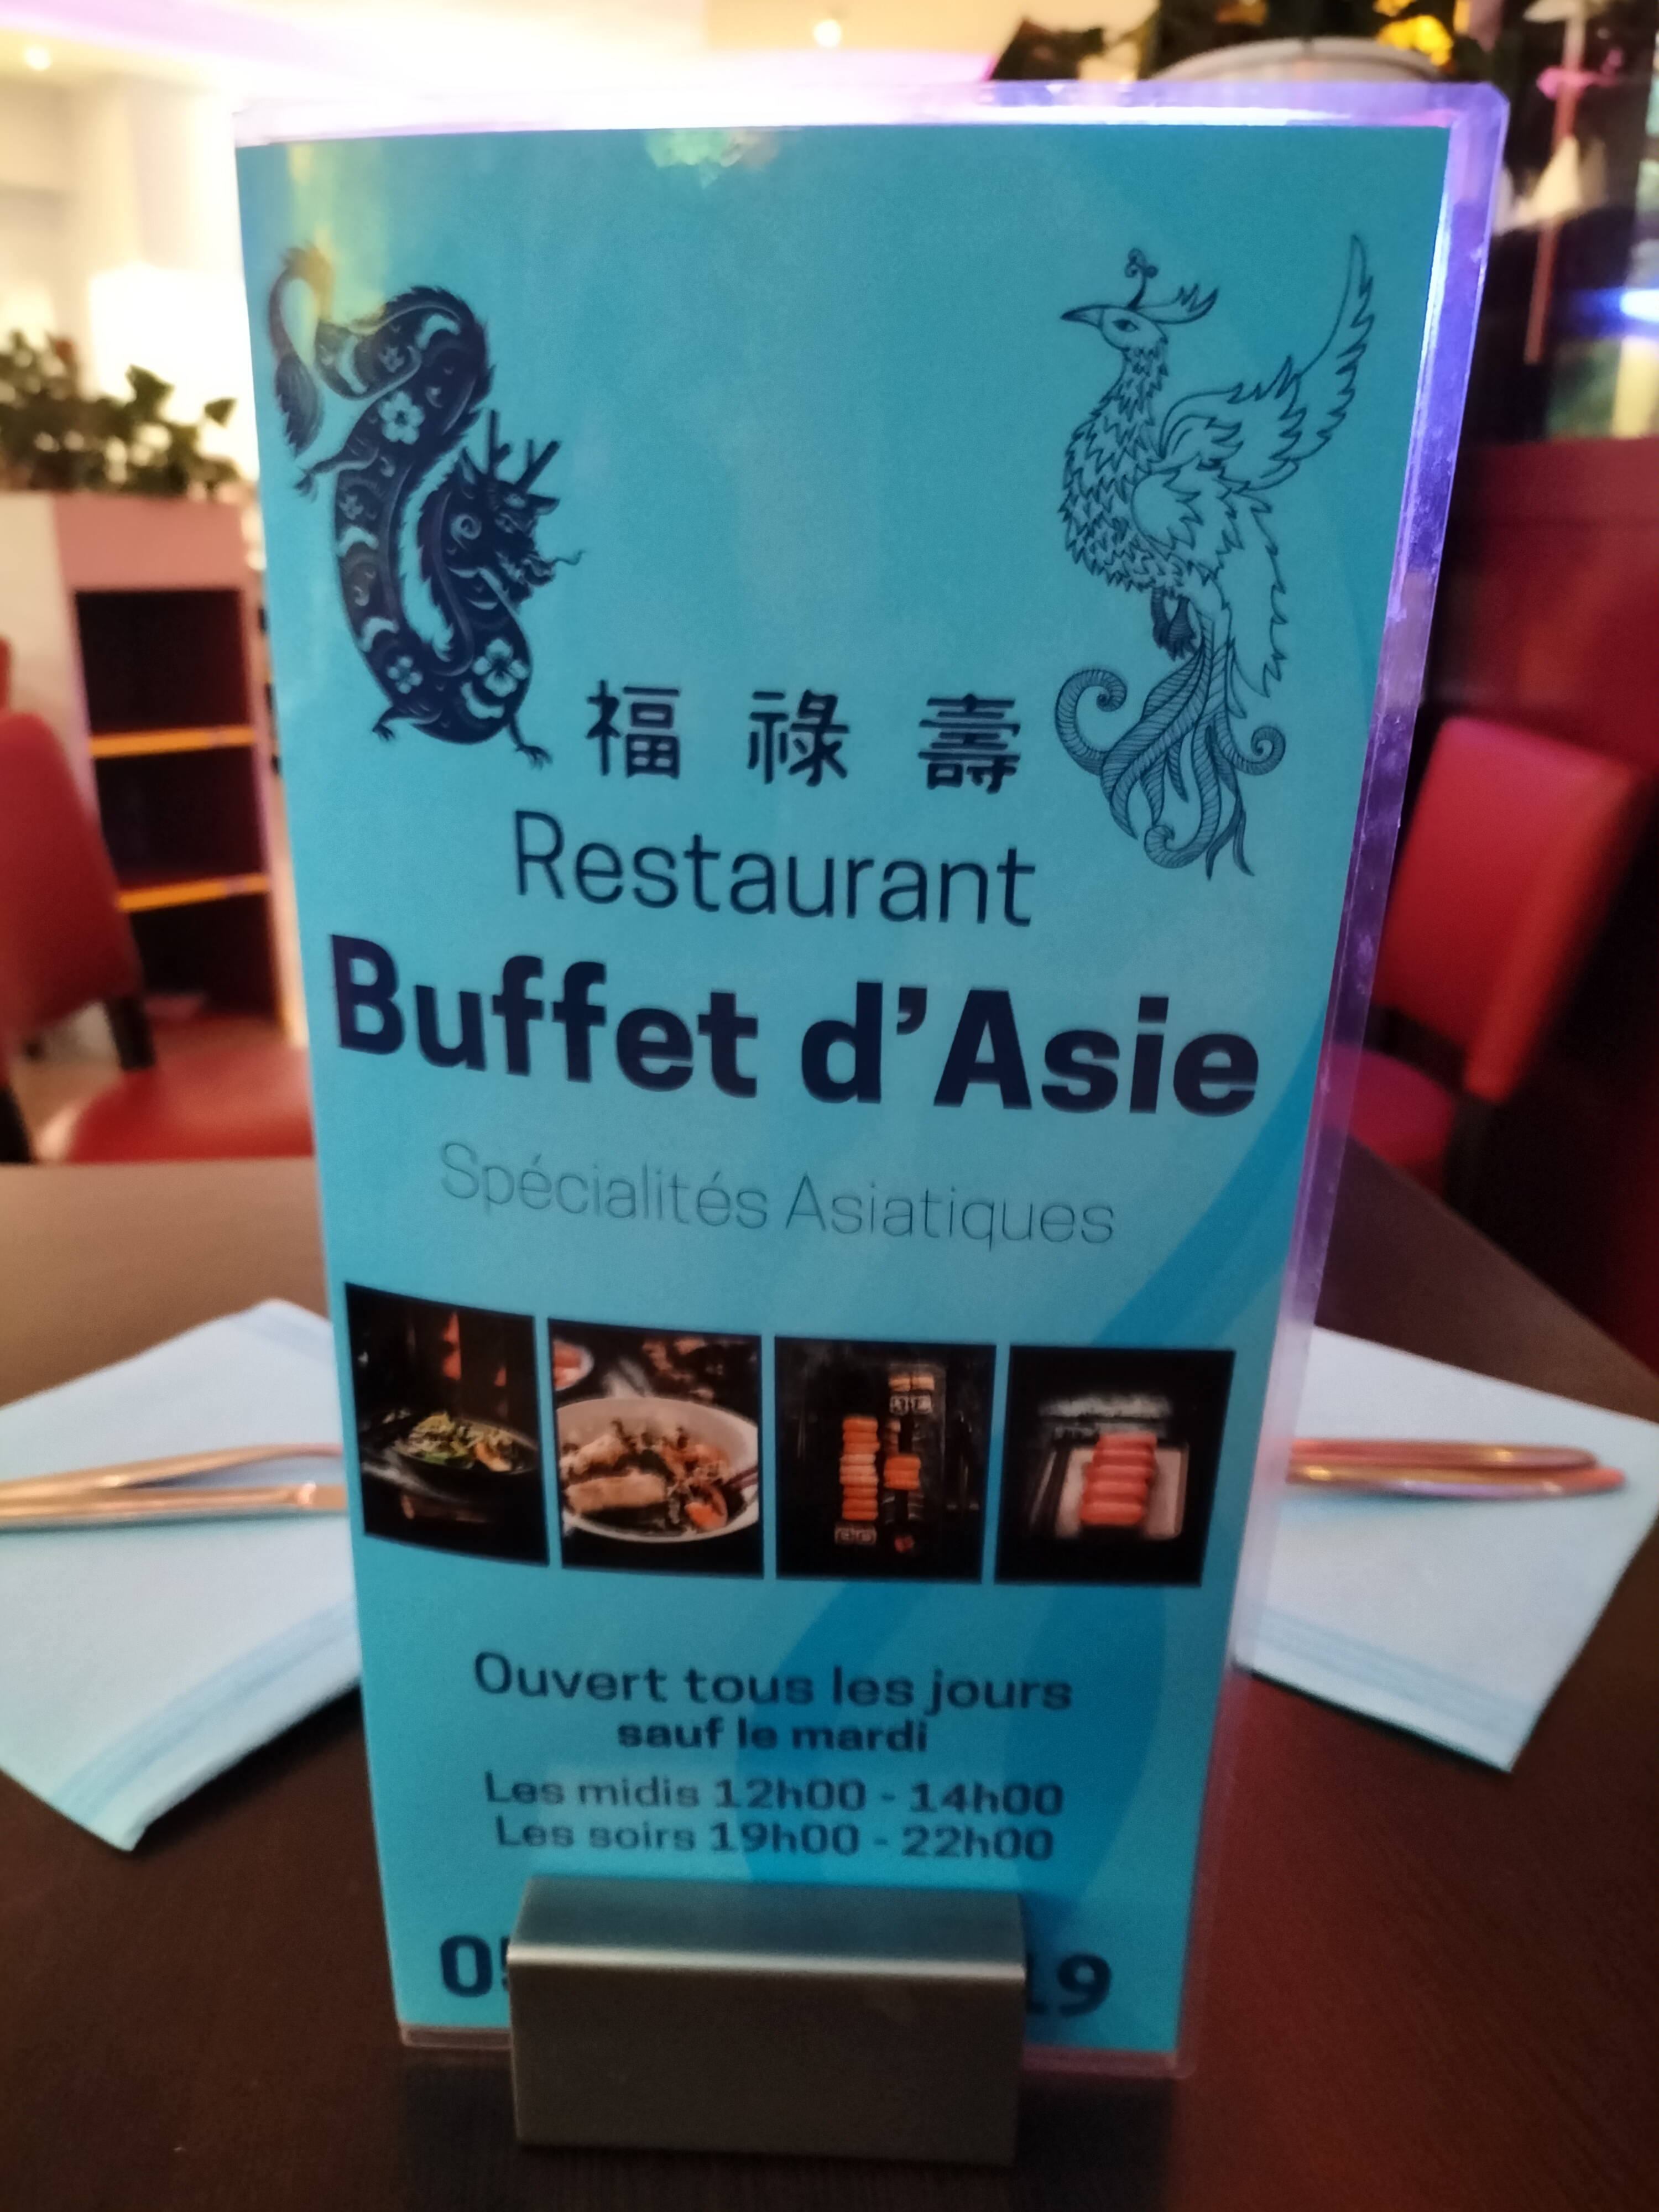 福 祿 壽
Restaurant
Buffet d'Asie
Spécialités Asiatiques
Ouvert tous les jours
sauf le mardi
Les midis 12h00 - 14h00
Les soirs 19h00 - 22h00